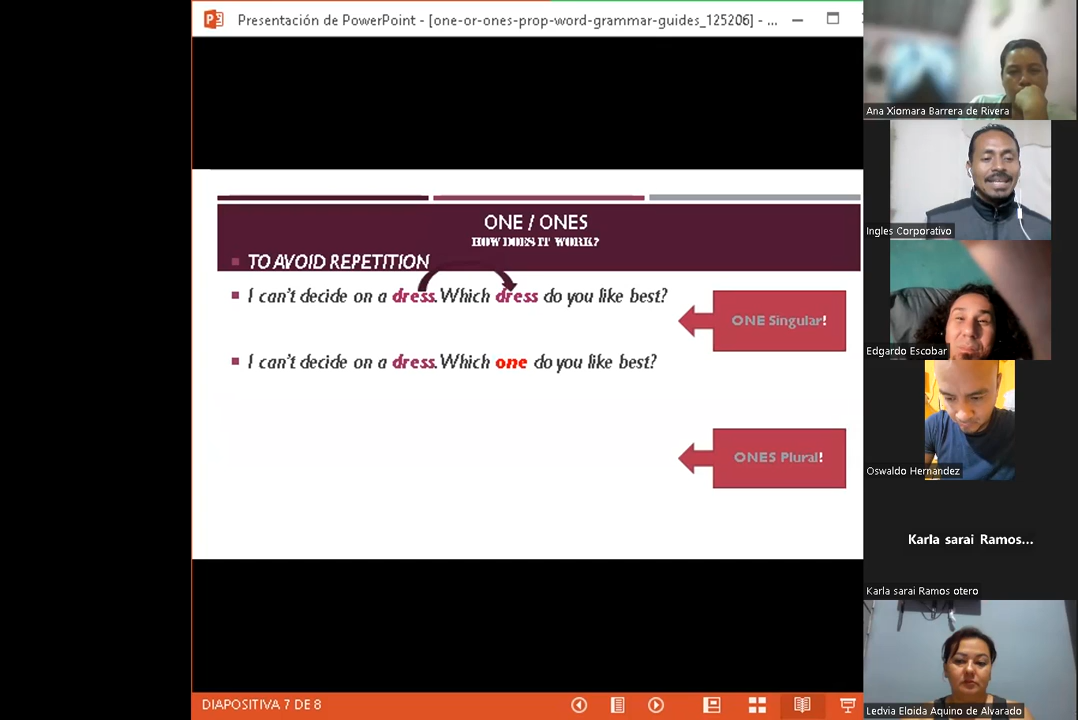 Presentación de PowerPoint - [one-or-ones-prop-word-grammar-guides_125206] - ...
ONE / ONES
HOW DOES IT WORK?
TO AVOID REPETITION
I can't decide on a dress. Which dress do you like best?
ONE Singular!
I can't decide on a dress. Which one do you like best?
ONES Plural!
DIAPOSITIVA 7 DE 8
Ana Xiomara Barrera de Rivera
Ingles Corporativo
Edgardo Escobar
Oswaldo Hernandez
Karla sarai Ramos...
Karla sarai Ramos otero
Ledvia Eloida Aquino de Alvarado